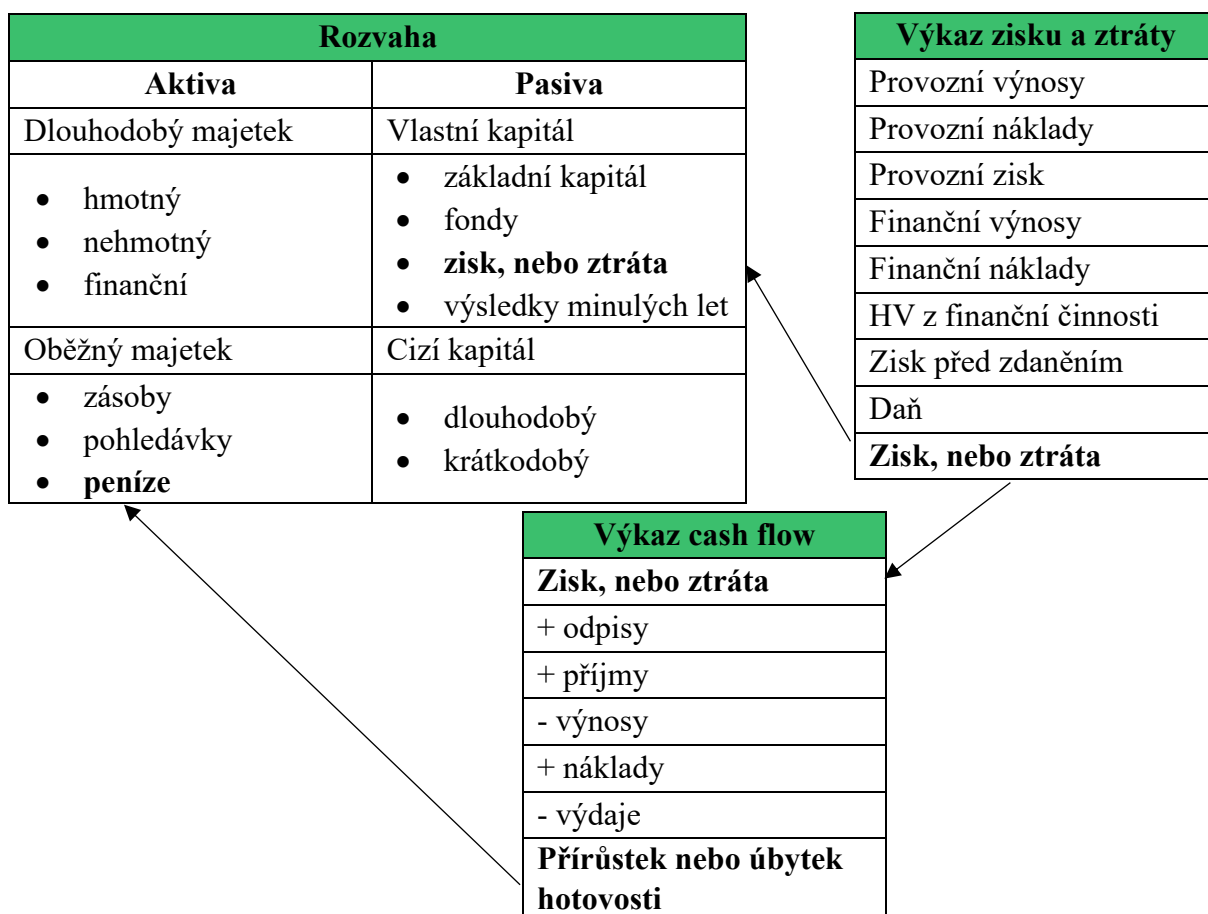 Rozvaha
Aktiva
Pasiva
Dlouhodobý majetek
Vlastní kapitál
• hmotný
• nehmotný
• finanční
• základní kapitál
• fondy
• zisk, nebo ztráta
• výsledky minulých let
Oběžný majetek
Cizí kapitál
• zásoby
• pohledávky
• peníze
• dlouhodobý
• krátkodobý
Výkaz zisku a ztráty
Provozní výnosy
Provozní náklady
Provozní zisk
Finanční výnosy
Finanční náklady
HV z finanční činnosti
Zisk před zdaněním
Daň
Zisk, nebo ztráta
Výkaz cash flow
Zisk, nebo ztráta
+ odpisy
+ příjmy
- výnosy
+ náklady
- výdaje
Přírůstek nebo úbytek
hotovosti